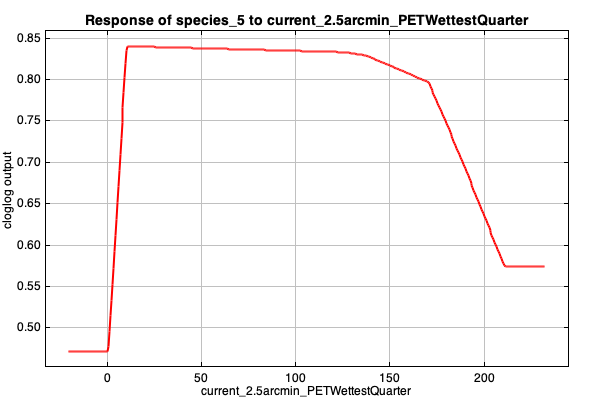 Response of species_5 to current_2.5arcmin_PETWettestQuarter
0.85
0.80
0.75
0.70
0.65
0.60
0.55
0.50
cloglog output
0 50 100 150 200
current_2.5arcmin_PETWettestQuarter